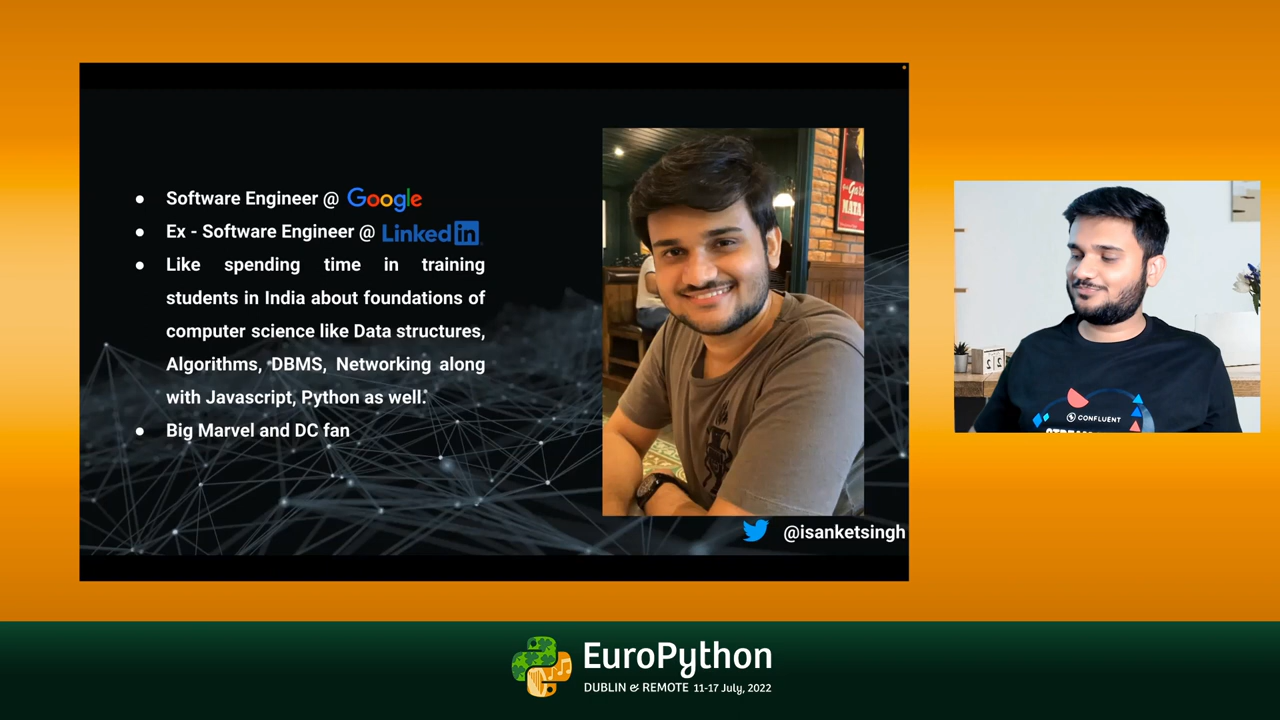 Software Engineer @ Google
Ex - Software Engineer @ Linkedin
Like spending time in training
students in India about foundations of
computer science like Data structures,
Algorithms, DBMS, Networking along
with Javascript, Python as well.
Big Marvel and DC fan
@isanketsingh
CONFLUENT
EuroPython
DUBLIN & REMOTE 11-17 July, 2022